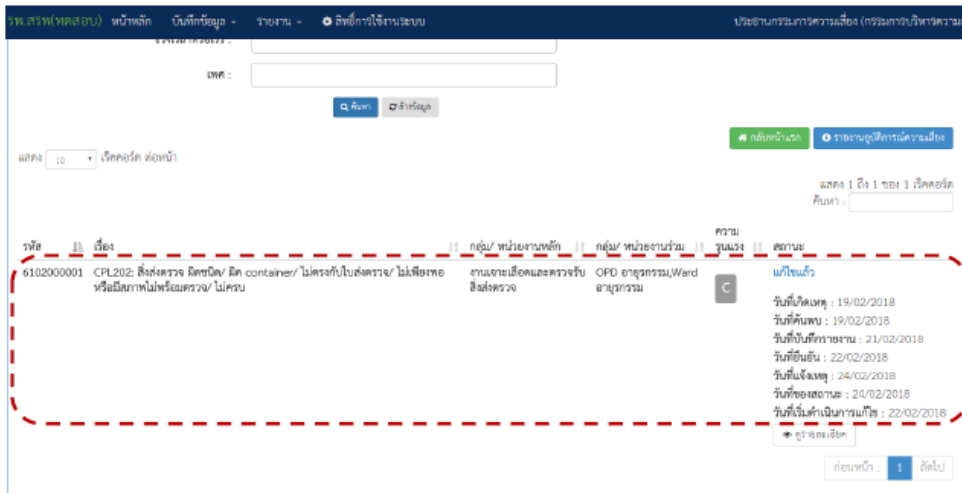 รพ.สรพ(ทดสอบ) หน้าหลัก บันทึกข้อมูล รายงาน สิทธิ์การใช้งานระบบ ประธานกรรมการความเสี่ยง (กรรมการบริหารความ
เพศ :
ค้นหา ล้างข้อมูล
กลับหน้าแรก รายงานอุบัติการณ์ความเสี่ยง
แสดง 10 เร็คคอร์ด ต่อหน้า
แสดง 1 ถึง 1 ของ 1 เร็คคอร์ด
ค้นหา :
รหัส เรื่อง กลุ่ม/ หน่วยงานหลัก กลุ่ม/ หน่วยงานร่วม ความรุนแรง สถานะ
6102000001 CPL202: สิ่งส่งตรวจ ผิดชนิด/ ผิด container/ ไม่ตรงกับใบส่งตรวจ/ ไม่เพียงพอ งานเจาะเลือดและตรวจรับ OPD อายุรกรรม,Ward C แก้ไขแล้ว
หรือมีสภาพไม่พร้อมตรวจ/ ไม่ครบ สิ่งส่งตรวจ อายุรกรรม
วันที่เกิดเหตุ : 19/02/2018
วันที่ค้นพบ : 19/02/2018
วันที่บันทึกรายงาน : 21/02/2018
วันที่ยืนยัน : 22/02/2018
วันที่แจ้งเหตุ : 24/02/2018
วันที่ของสถานะ : 24/02/2018
วันที่เริ่มดำเนินการแก้ไข : 22/02/2018
ดูรายละเอียด
ก่อนหน้า : 1 ถัดไป